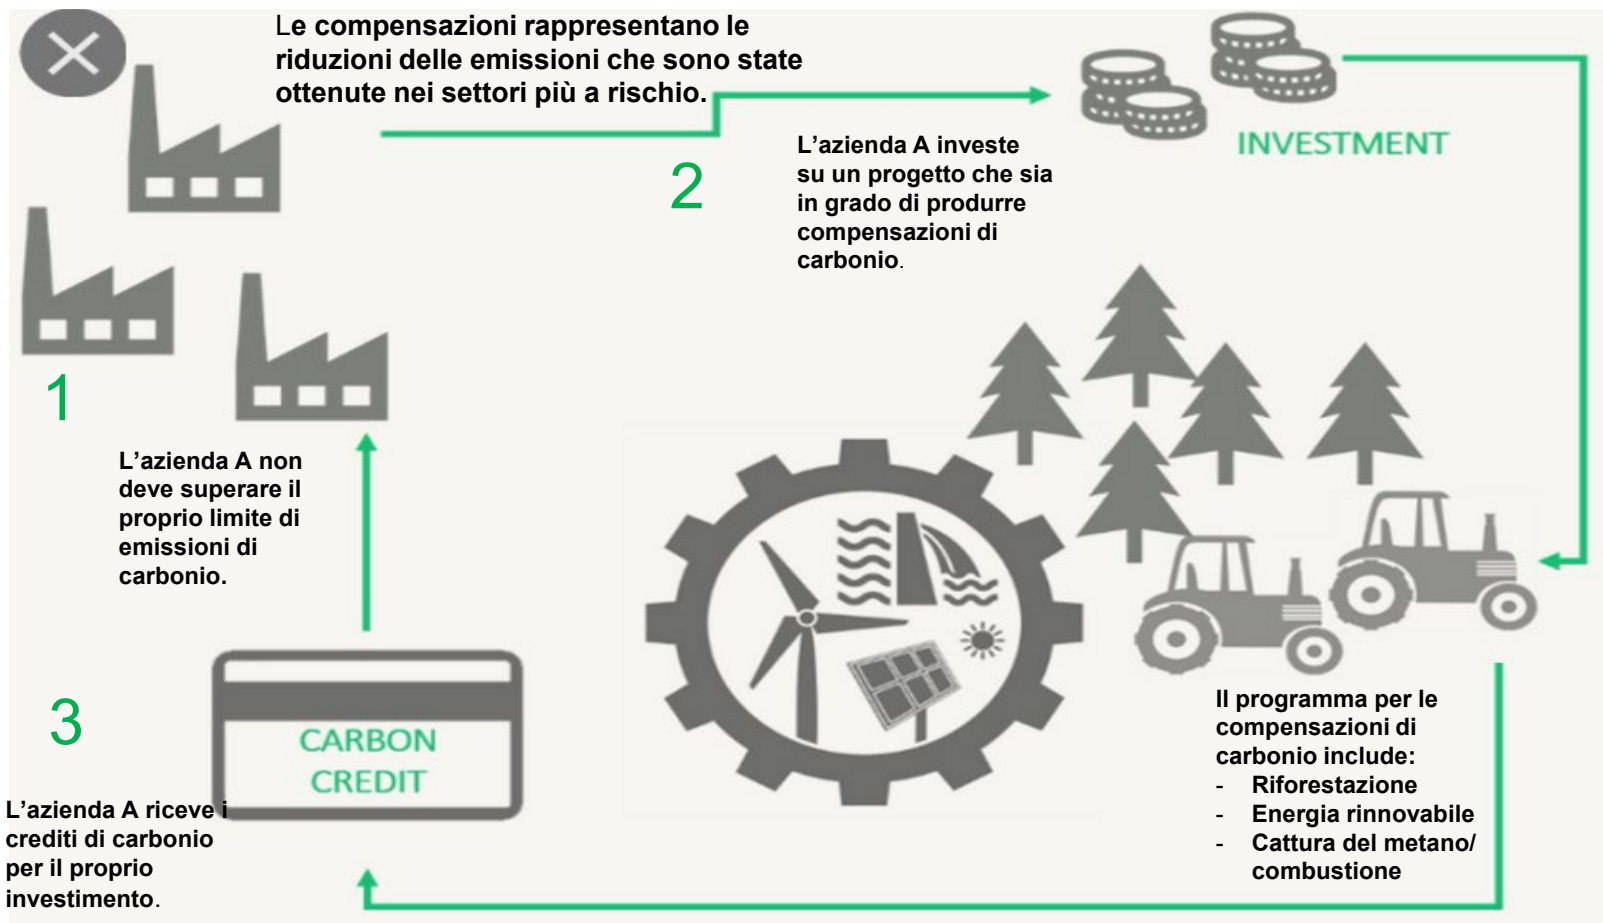 Le compensazioni rappresentano le
riduzioni delle emissioni che sono state
ottenute nei settori più a rischio.
INVESTMENT
2
L’azienda A investe
su un progetto che sia
in grado di produrre
compensazioni di
carbonio.
1
L’azienda A non
deve superare il
proprio limite di
emissioni di
carbonio.
3
CARBON
CREDIT
L’azienda A riceve i
crediti di carbonio
per il proprio
investimento.
Il programma per le
compensazioni di
carbonio include:
- Riforestazione
- Energia rinnovabile
- Cattura del metano/
combustione